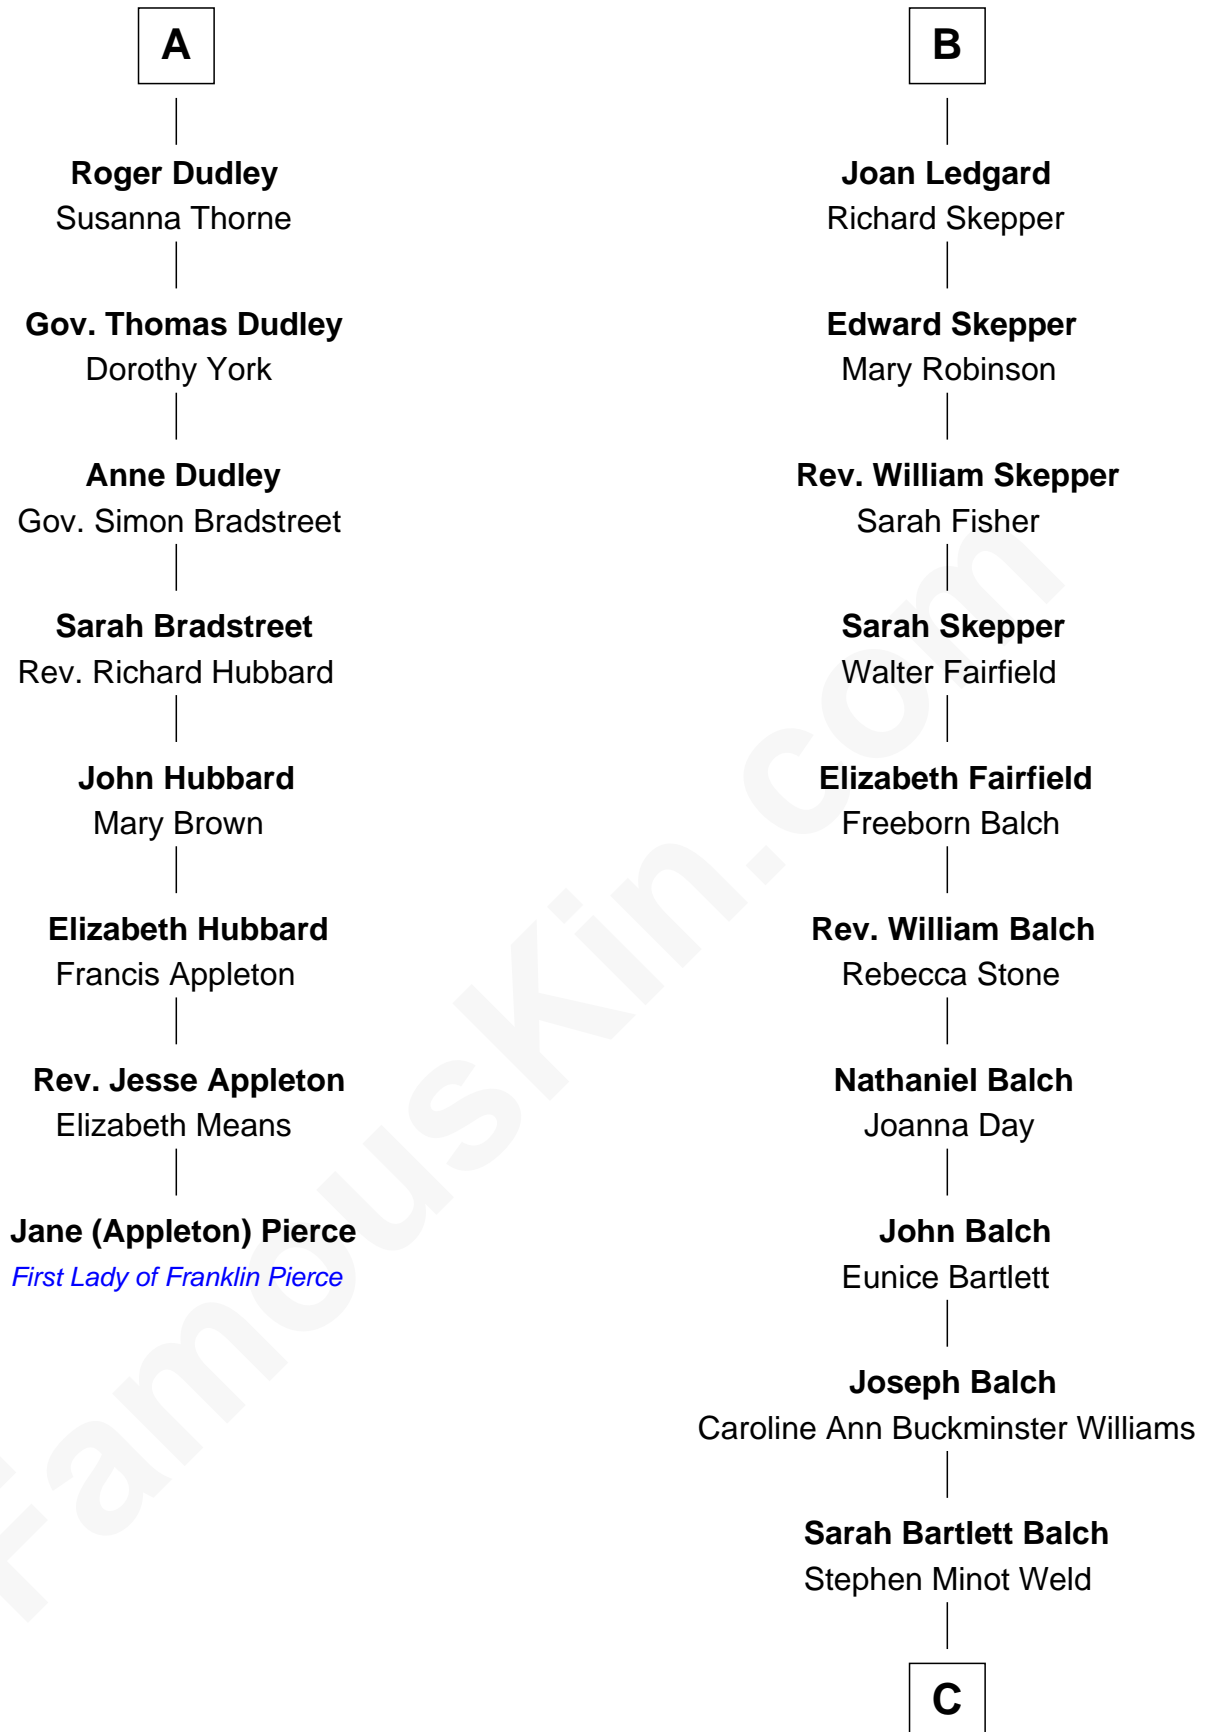 A
Roger Dudley
Susanna Thorne
Gov. Thomas Dudley
Dorothy York
Anne Dudley
Gov. Simon Bradstreet
Sarah Bradstreet
Rev. Richard Hubbard
John Hubbard
Mary Brown
Elizabeth Hubbard
Francis Appleton
Rev. Jesse Appleton
Elizabeth Means
Jane (Appleton) Pierce
First Lady of Franklin Pierce
B
Joan Ledgard
Richard Skepper
Edward Skepper
Mary Robinson
Rev. William Skepper
Sarah Fisher
Sarah Skepper
Walter Fairfield
Elizabeth Fairfield
Freeborn Balch
Rev. William Balch
Rebecca Stone
Nathaniel Balch
Joanna Day
John Balch
Eunice Bartlett
Joseph Balch
Caroline Ann Buckminster Williams
Sarah Bartlett Balch
Stephen Minot Weld
C
FamousKin.com